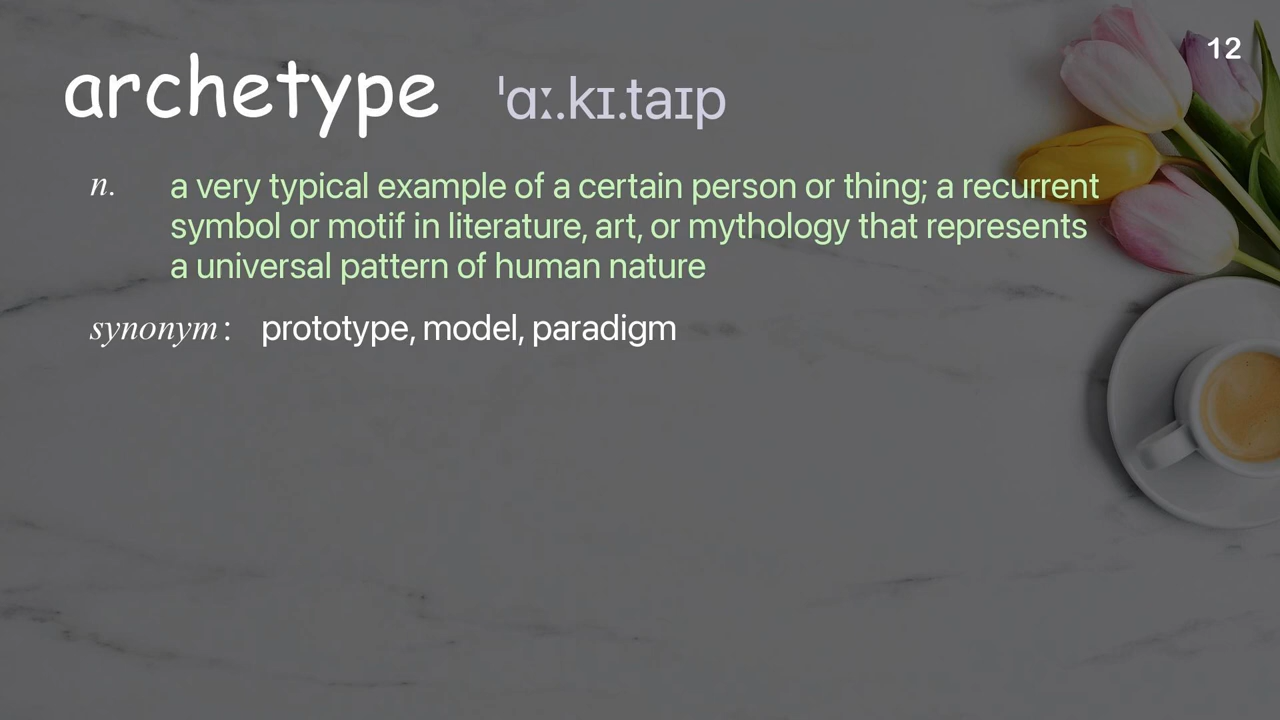 12
archetype ˈɑː.kɪ.taɪp
n. a very typical example of a certain person or thing; a recurrent
symbol or motif in literature, art, or mythology that represents
a universal pattern of human nature
synonym: prototype, model, paradigm